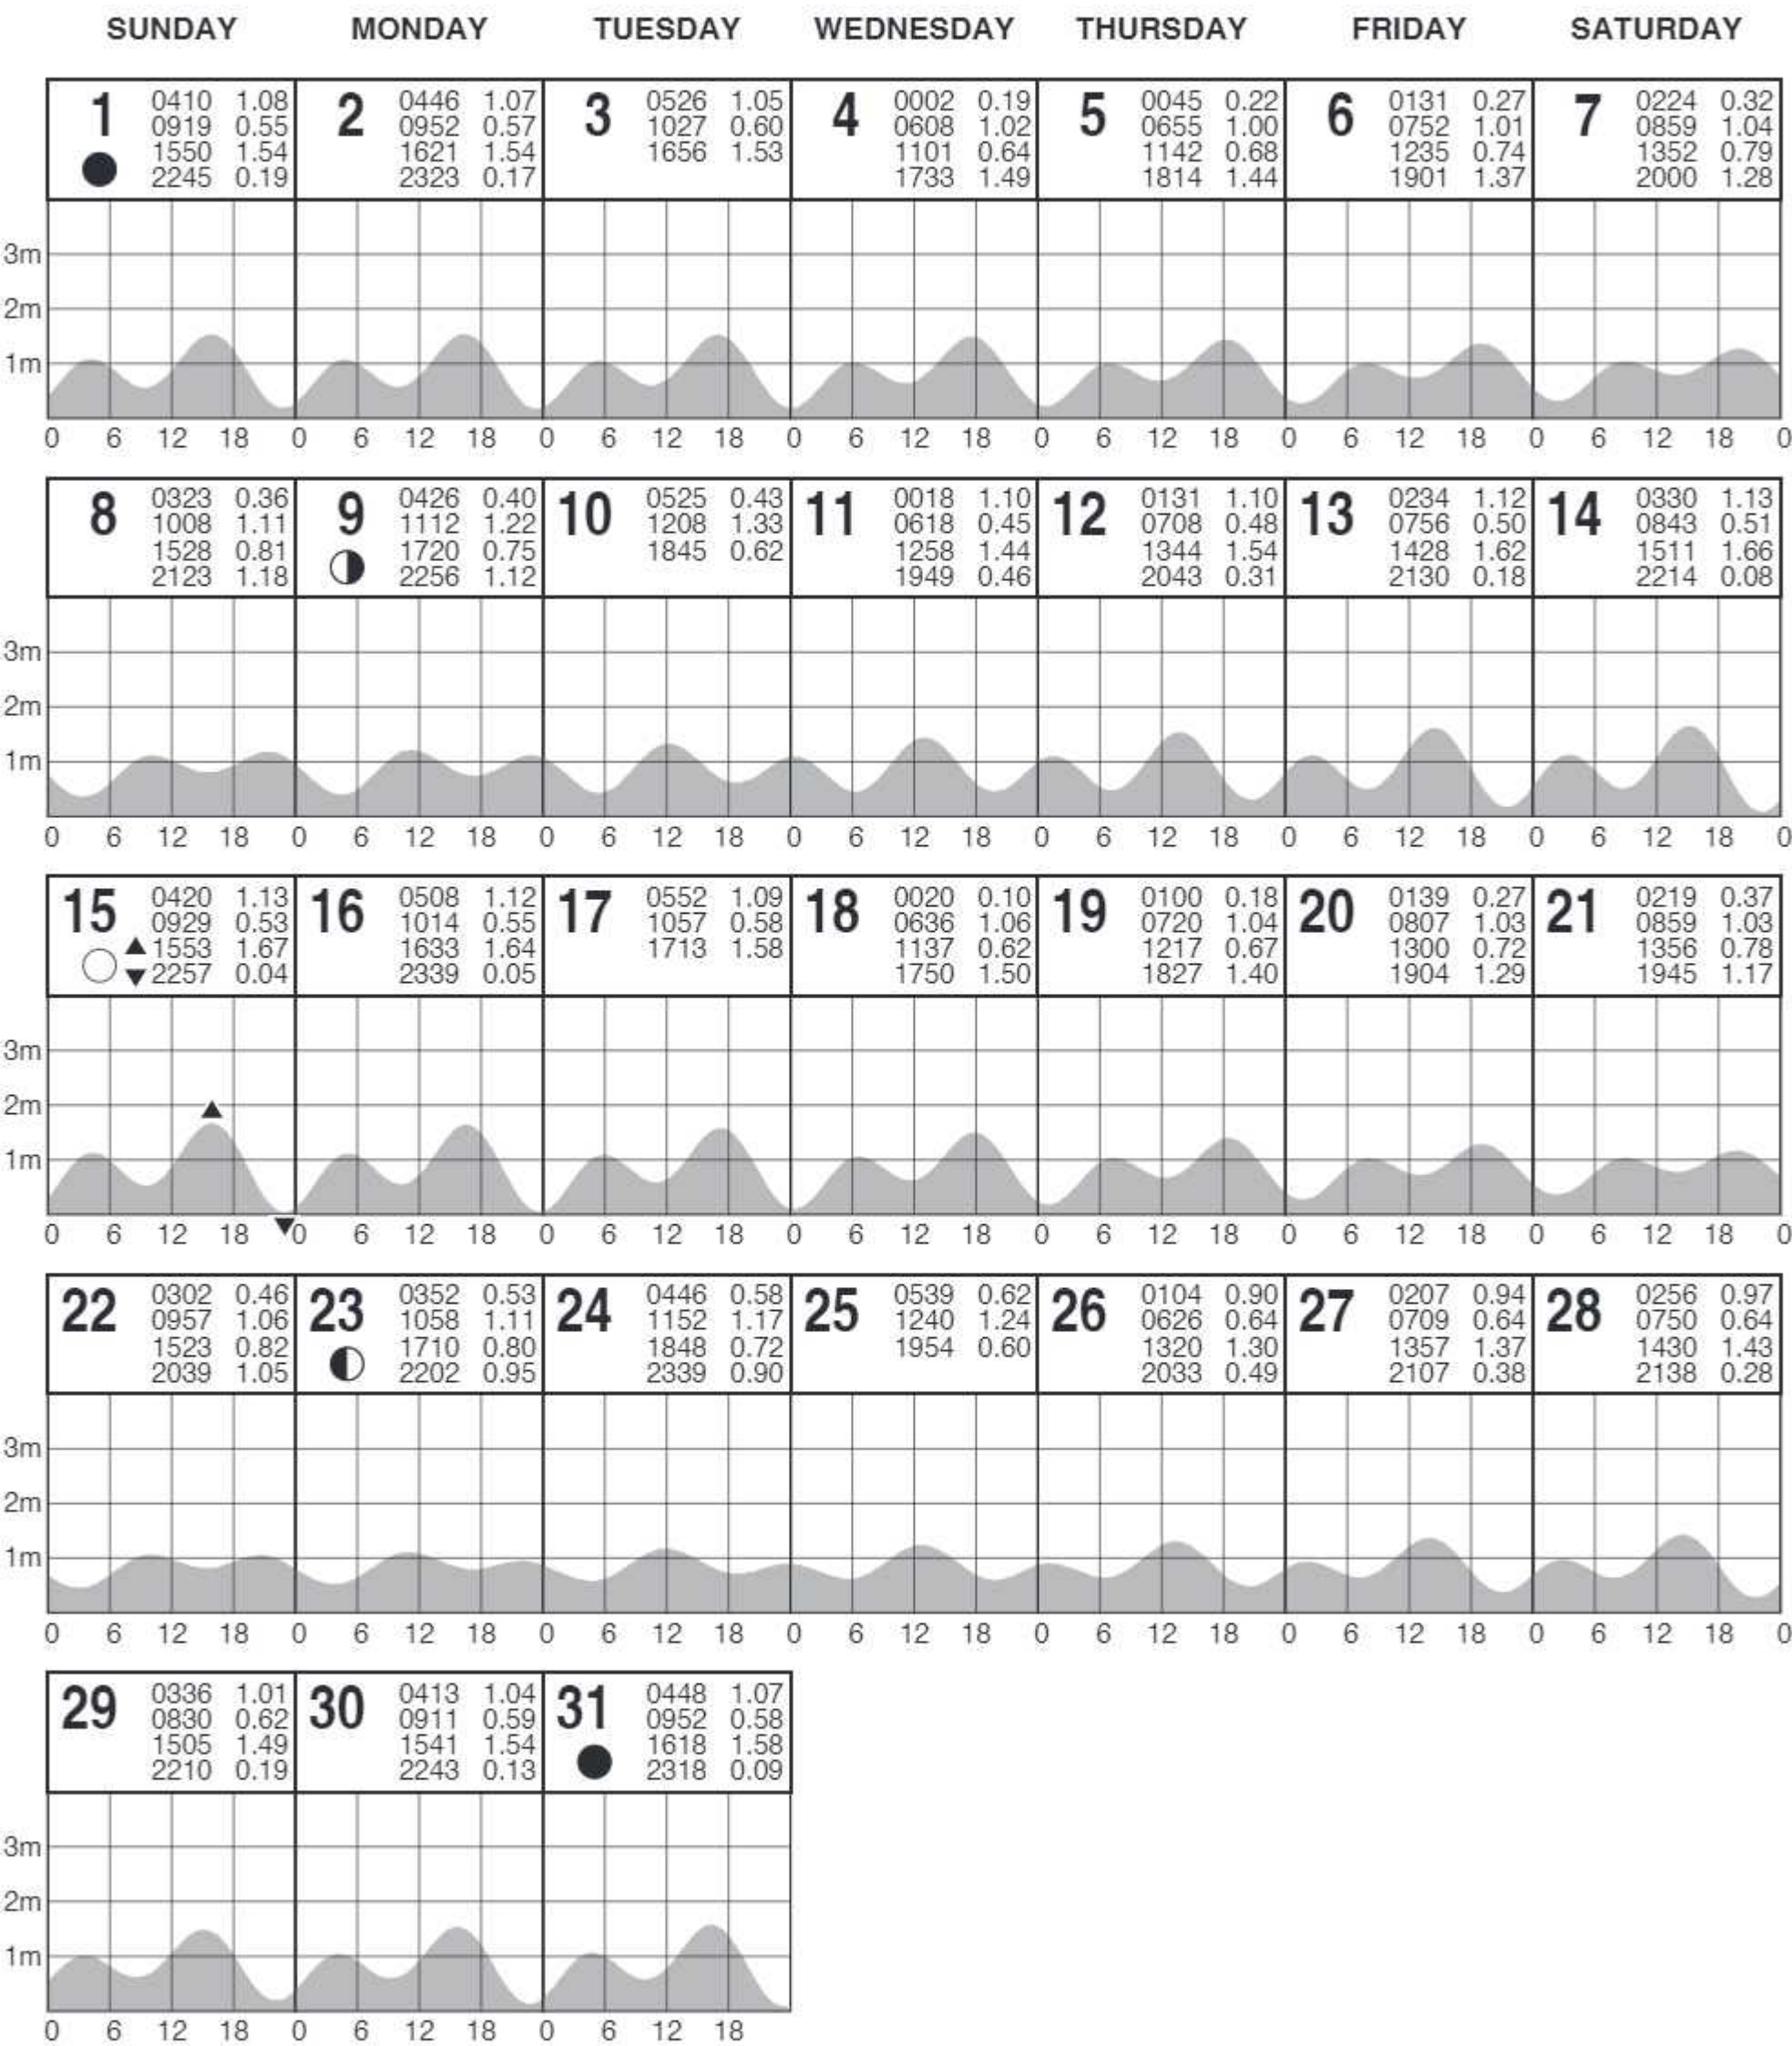 SUNDAY MONDAY TUESDAY WEDNESDAY THURSDAY FRIDAY SATURDAY
1 0410 1.08
0919 0.55
1550 1.54
2245 0.19
2 0446 1.07
0952 0.57
1621 1.54
2323 0.17
3 0526 1.05
1027 0.60
1656 1.53
4 0002 0.19
0608 1.02
1101 0.64
1733 1.49
5 0045 0.22
0655 1.00
1142 0.68
1814 1.44
6 0131 0.27
0752 1.01
1235 0.74
1901 1.37
7 0224 0.32
0859 1.04
1352 0.79
2000 1.28
3m
2m
1m
0 6 12 18 0 6 12 18 0 6 12 18 0 6 12 18 0 6 12 18 0 6 12 18 0 6 12 18 0
8 0323 0.36
1008 1.11
1528 0.81
2123 1.18
9 0426 0.40
1112 1.22
1720 0.75
2256 1.12
10 0525 0.43
1208 1.33
1845 0.62
11 0018 1.10
0618 0.45
1258 1.44
1949 0.46
12 0131 1.10
0708 0.48
1344 1.54
2043 0.31
13 0234 1.12
0756 0.50
1428 1.62
2130 0.18
14 0330 1.13
0843 0.51
1511 1.66
2214 0.08
3m
2m
1m
0 6 12 18 0 6 12 18 0 6 12 18 0 6 12 18 0 6 12 18 0 6 12 18 0 6 12 18 0
15 0420 1.13
0929 0.53
▲1553 1.67
▼2257 0.04
16 0508 1.12
1014 0.55
1633 1.64
2339 0.05
17 0552 1.09
1057 0.58
1713 1.58
18 0020 0.10
0636 1.06
1137 0.62
1750 1.50
19 0100 0.18
0720 1.04
1217 0.67
1827 1.40
20 0139 0.27
0807 1.03
1300 0.72
1904 1.29
21 0219 0.37
0859 1.03
1356 0.78
1945 1.17
3m
2m
1m
0 6 12 18 0 6 12 18 0 6 12 18 0 6 12 18 0 6 12 18 0 6 12 18 0 6 12 18 0
22 0302 0.46
0957 1.06
1523 0.82
2039 1.05
23 0352 0.53
1058 1.11
1710 0.80
2202 0.95
24 0446 0.58
1152 1.17
1848 0.72
2339 0.90
25 0539 0.62
1240 1.24
1954 0.60
26 0104 0.90
0626 0.64
1320 1.30
2033 0.49
27 0207 0.94
0709 0.64
1357 1.37
2107 0.38
28 0256 0.97
0750 0.64
1430 1.43
2138 0.28
3m
2m
1m
0 6 12 18 0 6 12 18 0 6 12 18 0 6 12 18 0 6 12 18 0 6 12 18 0 6 12 18 0
29 0336 1.01
0830 0.62
1505 1.49
2210 0.19
30 0413 1.04
0911 0.59
1541 1.54
2243 0.13
31 0448 1.07
0952 0.58
1618 1.58
2318 0.09
3m
2m
1m
0 6 12 18 0 6 12 18 0 6 12 18